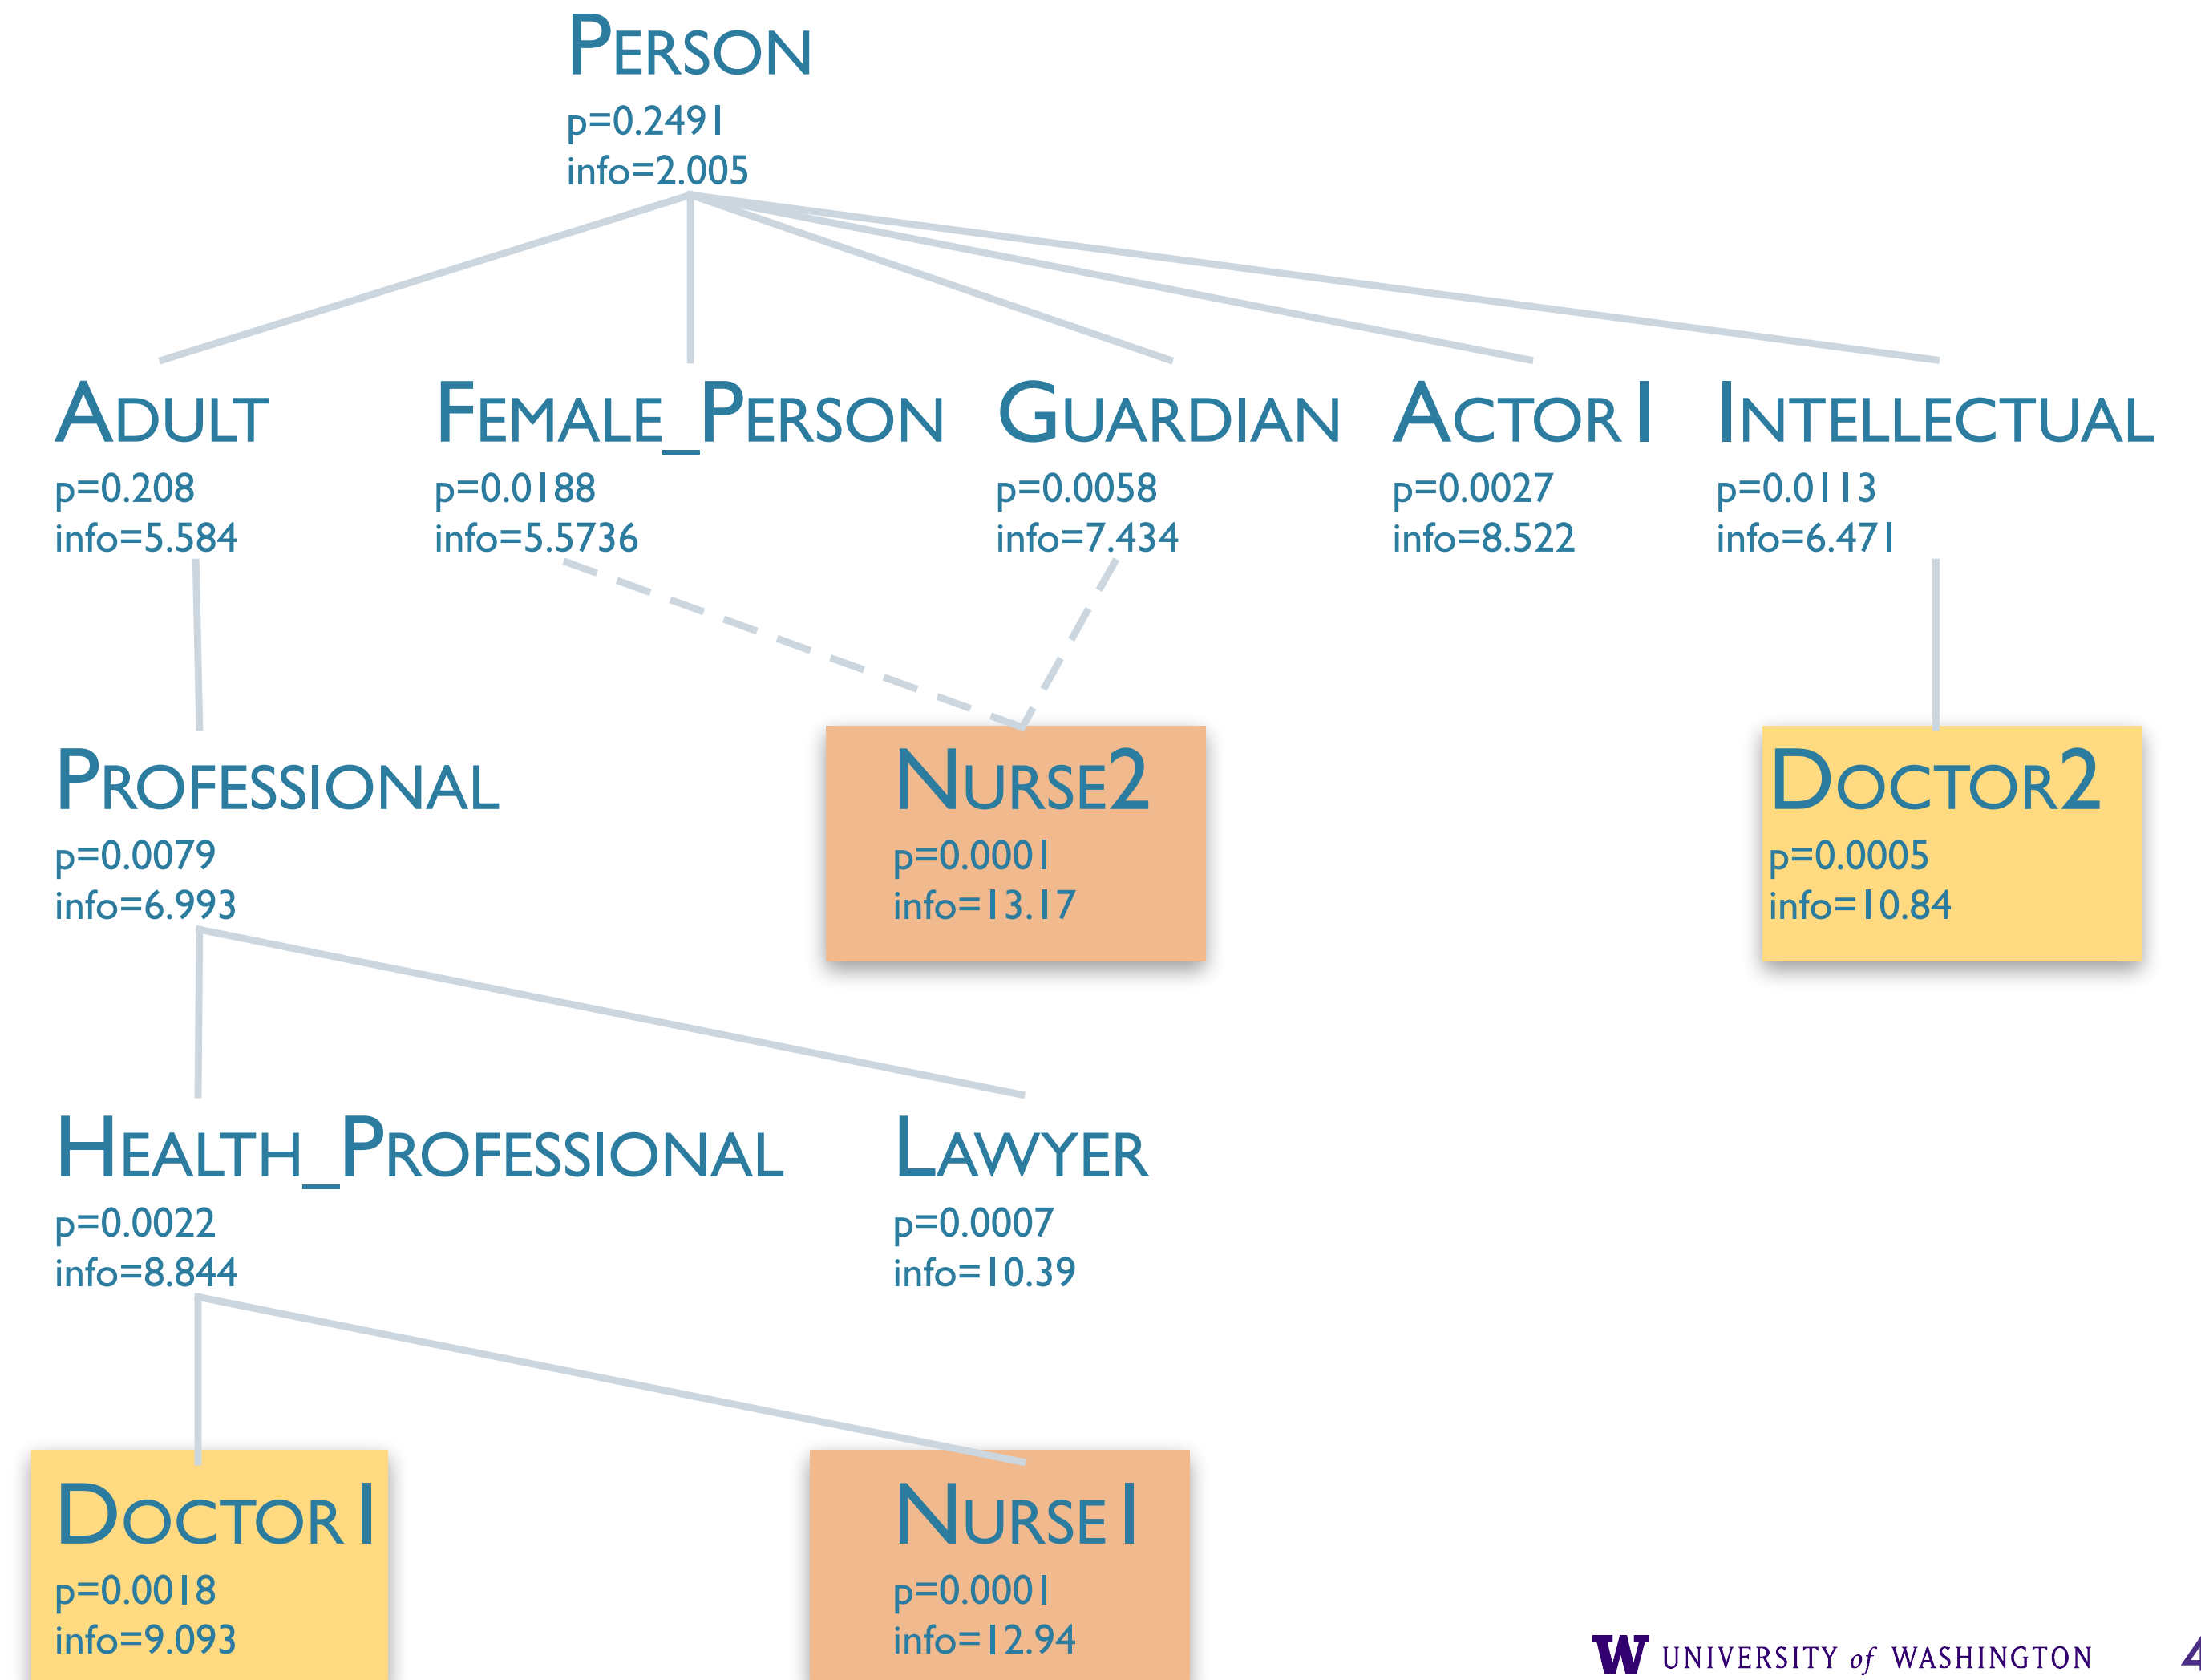 PERSON
p=0.2491
info=2.005
ADULT
p=0.208
info=5.584
FEMALE_PERSON
p=0.0188
info=5.5736
GUARDIAN
p=0.0058
info=7.434
ACTOR1
p=0.0027
info=8.522
INTELLECTUAL
p=0.0113
info=6.471
PROFESSIONAL
p=0.0079
info=6.993
NURSE2
p=0.0001
info=13.17
DOCTOR2
p=0.0005
info=10.84
HEALTH_PROFESSIONAL
p=0.0022
info=8.844
LAWYER
p=0.0007
info=10.39
DOCTOR1
p=0.0018
info=9.093
NURSE1
p=0.0001
info=12.94
W UNIVERSITY of WASHINGTON